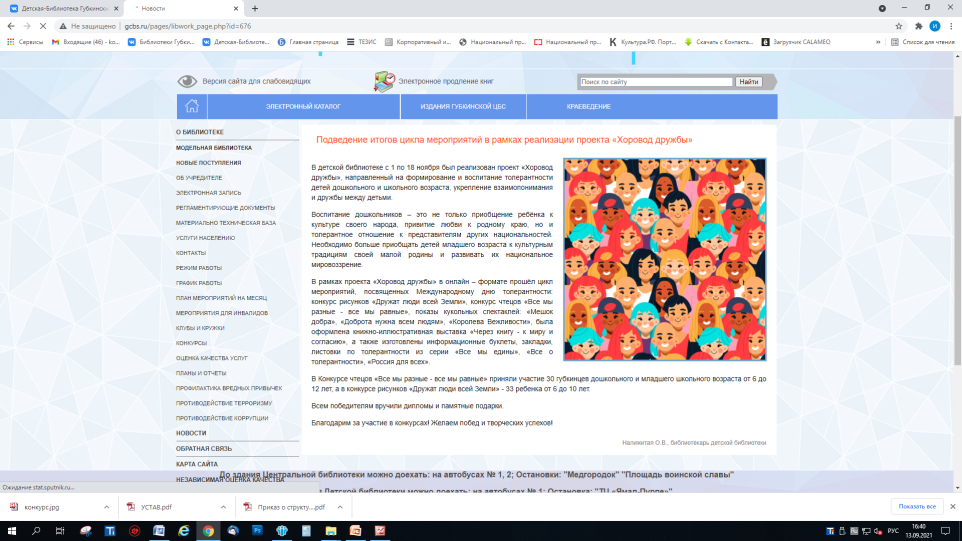 Детская-Библиотека Губкински
Новости
Не защищено | gcbs.ru/pages/libwork_page.php?id=676
Сервисы
Входящие (46) - ko...
Библиотеки Губки...
Детская-Библиоте...
Главная страница
ТЕЗИС
Корпоративный и...
Национальный пр...
Национальный пр...
Культура.РФ. Порт...
Скачать с Контакта...
Загрузчик CALAMEO
»
Список для чтения
Версия сайта для слабовидящих
Электронное продление книг
Поиск по сайту
Найти
ЭЛЕКТРОННЫЙ КАТАЛОГ
ИЗДАНИЯ ГУБКИНСКОЙ ЦБС
КРАЕВЕДЕНИЕ
О БИБЛИОТЕКЕ
МОДЕЛЬНАЯ БИБЛИОТЕКА
НОВЫЕ ПОСТУПЛЕНИЯ
ОБ УЧРЕДИТЕЛЕ
ЭЛЕКТРОННАЯ ЗАПИСЬ
РЕГЛАМЕНТИРУЮЩИЕ ДОКУМЕНТЫ
МАТЕРИАЛЬНО ТЕХНИЧЕСКАЯ БАЗА
УСЛУГИ НАСЕЛЕНИЮ
КОНТАКТЫ
РЕЖИМ РАБОТЫ
ГРАФИК РАБОТЫ
ПЛАН МЕРОПРИЯТИЙ НА МЕСЯЦ
МЕРОПРИЯТИЯ ДЛЯ ИНВАЛИДОВ
КЛУБЫ И КРУЖКИ
КОНКУРСЫ
ОЦЕНКА КАЧЕСТВА УСЛУГ
ПЛАНЫ И ОТЧЕТЫ
ПРОФИЛАКТИКА ВРЕДНЫХ ПРИВЫЧЕК
ПРОТИВОДЕЙСТВИЕ ТЕРРОРИЗМУ
ПРОТИВОДЕЙСТВИЕ КОРРУПЦИИ
НОВОСТИ
ОБРАТНАЯ СВЯЗЬ
КАРТА САЙТА
НЕЗАВИСИМАЯ ОЦЕНКА КАЧЕСТВА
Подведение итогов цикла мероприятий в рамках реализации проекта «Хоровод дружбы»
В детской библиотеке с 1 по 18 ноября был реализован проект «Хоровод
дружбы», направленный на формирование и воспитание толерантности
детей дошкольного и школьного возраста, укрепление взаимопонимания
и дружбы между детьми.
Воспитание дошкольников – это не только приобщение ребёнка к
культуре своего народа, привитие любви к родному краю, но и
толерантное отношение к представителям других национальностей.
Необходимо больше приобщать детей младшего возраста к культурным
традициям своей малой родины и развивать их национальное
мировоззрение.
В рамках проекта «Хоровод дружбы» в онлайн – формате прошёл цикл
мероприятий, посвященных Международному дню толерантности:
конкурс рисунков «Дружат люди всей Земли», конкурс чтецов «Все мы
разные - все мы равные», показы кукольных спектаклей: «Мешок
добра», «Доброта нужна всем людям», «Королева Вежливости», была
оформлена книжно-иллюстративная выставка «Через книгу - к миру и
согласию», а также изготовлены информационные буклеты, закладки,
листовки по толерантности из серии «Все мы едины», «Все о
толерантности», «Россия для всех».
В Конкурсе чтецов «Все мы разные - все мы равные» приняли участие 30 губкинцев дошкольного и младшего школьного возраста от 6 до
12 лет, а в конкурсе рисунков «Дружат люди всей Земли» - 33 ребенка от 6 до 10 лет.
Всем победителям вручили дипломы и памятные подарки.
Благодарим за участие в конкурсах! Желаем побед и творческих успехов!
библиотекарь детской библиотеки
До здания Центральной библиотеки можно доехать: на автобусах № 1, 2; Остановки: "Медгородок" "Площадь воинской славы"
Детской библиотеки можно доехать: на автобусах № 1; Остановка: "ТЦ «Ямал-Пурпе»"
Ожидание stat.sputnik.ru...
конкурс.jpg
УСТАВ.pdf
Приказ о структу....pdf
Показать все
РУС
16:40
13.09.2021